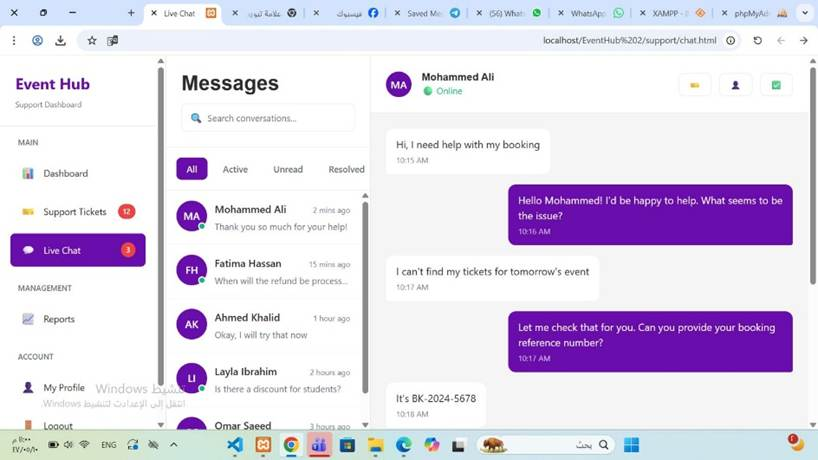 Live Chat
علامة تبوي
فيسبوك
Saved Me
(56) Whats
WhatsApp
XAMPP - 
phpMyAd
localhost/EventHub%202/support/chat.html
Event Hub
Support Dashboard
MAIN
Dashboard
Support Tickets 12
Live Chat 3
MANAGEMENT
Reports
ACCOUNT
My Profile
Logout
Messages
Search conversations...
All Active Unread Resolved
MA Mohammed Ali 2 mins ago
Thank you so much for your help!
FH Fatima Hassan 15 mins ago
When will the refund be process...
AK Ahmed Khalid 1 hour ago
Okay, I will try that now
LI Layla Ibrahim 2 hours ago
Is there a discount for students?
Omar Saeed 3 hours ago
MA Mohammed Ali
Online
Hi, I need help with my booking
10:15 AM
Hello Mohammed! I'd be happy to help. What seems to be
the issue?
10:16 AM
I can't find my tickets for tomorrow's event
10:17 AM
Let me check that for you. Can you provide your booking
reference number?
10:17 AM
It's BK-2024-5678
10:18 AM
تنشيط Windows
انتقل إلى الإعدادات لتنشيط Windows.
ENG
بحث